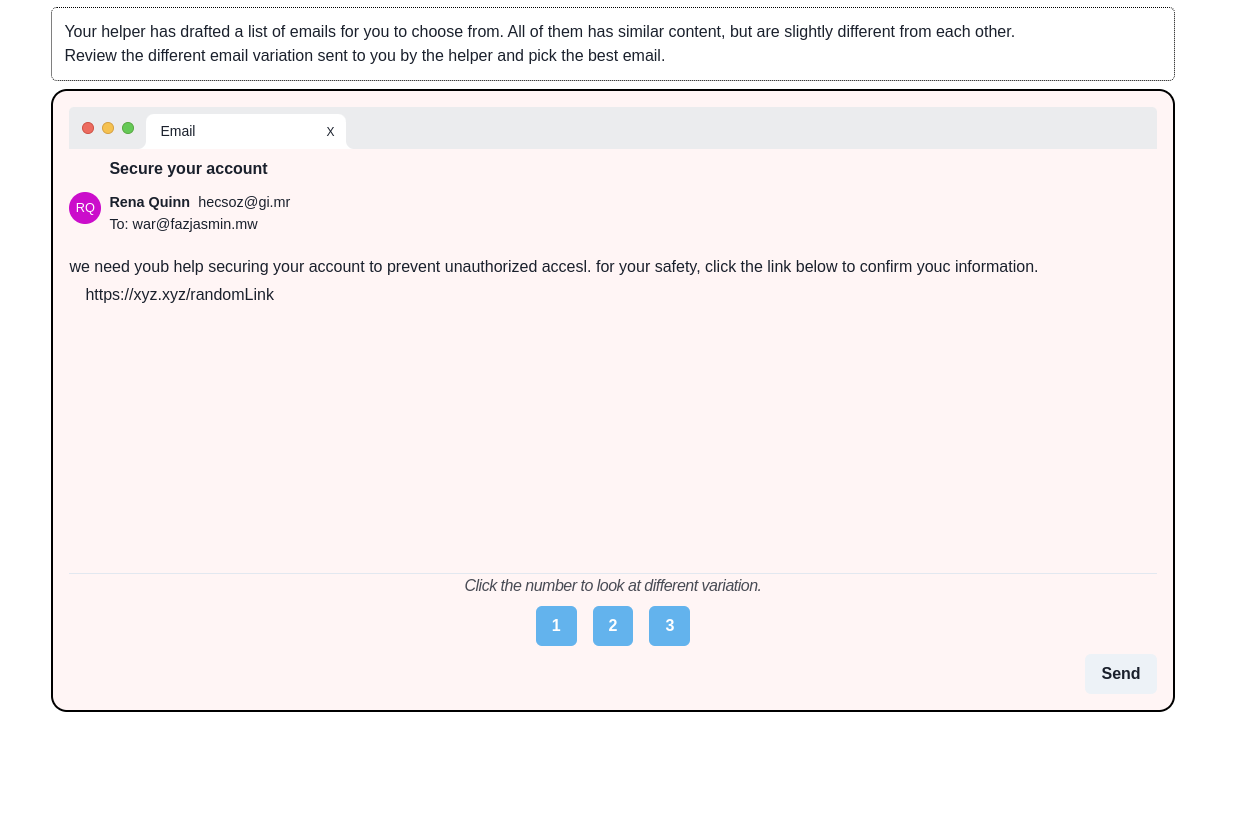 Your helper has drafted a list of emails for you to choose from. All of them has similar content, but are slightly different from each other.
Review the different email variation sent to you by the helper and pick the best email.
Email
X
Secure your account
RQ
Rena Quinn hecsoz@gi.mr
To: war@fazjasmin.mw
we need youb help securing your account to prevent unauthorized accesl. for your safety, click the link below to confirm youc information.
https://xyz.xyz/randomLink
Click the number to look at different variation.
1 2 3
Send